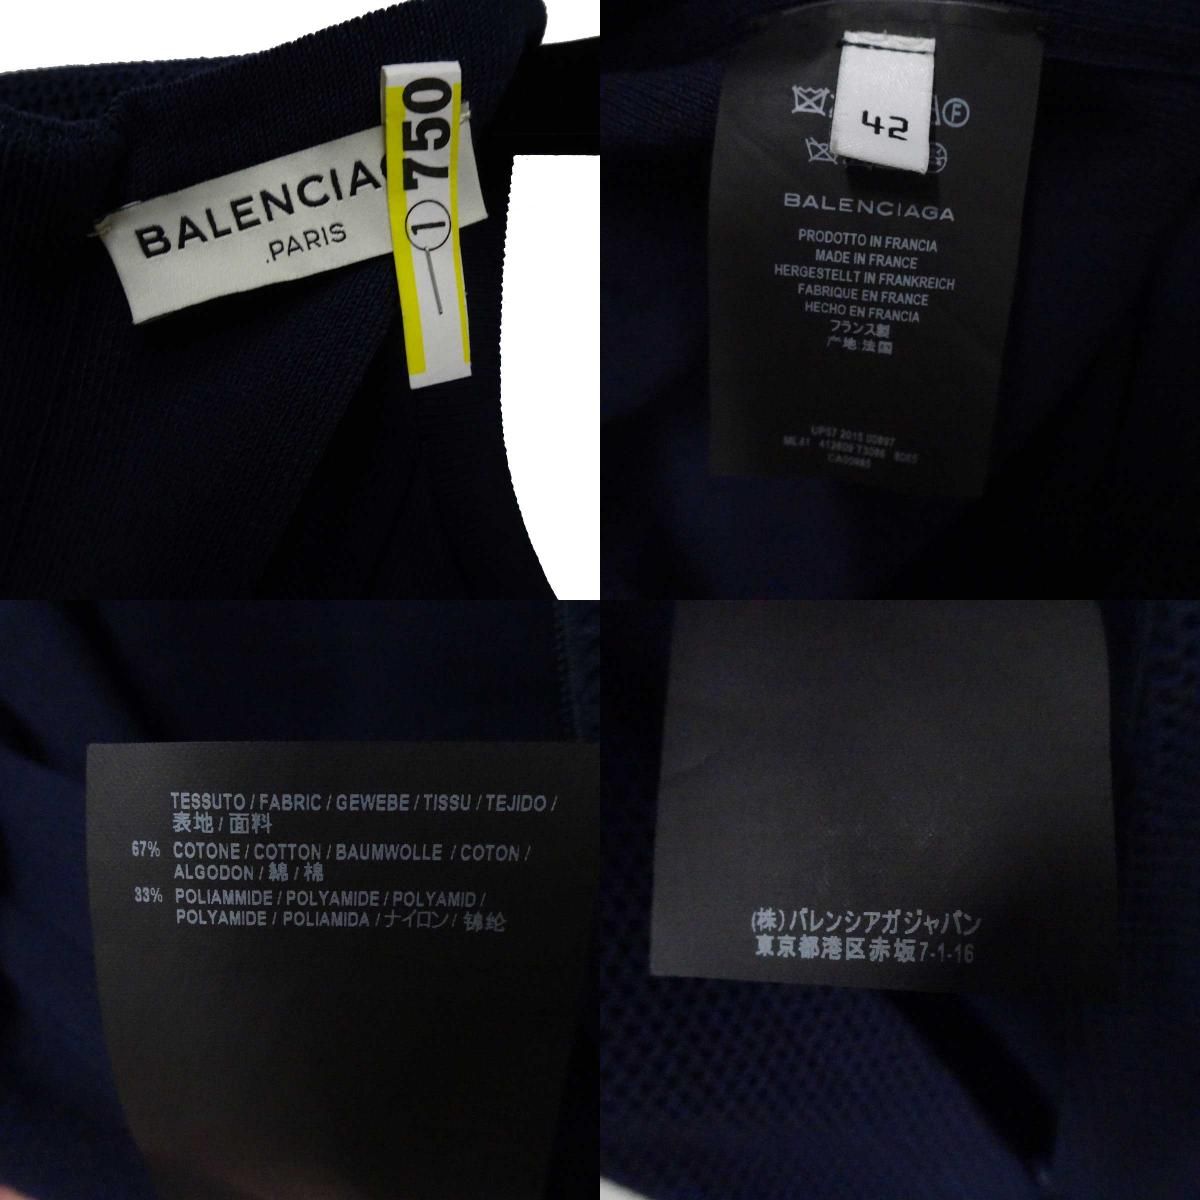 BALENCIA
.PARIS
1 750
42
F
BALENCIAGA
PRODOTTO IN FRANCIA
MADE IN FRANCE
HERGESTELLT IN FRANKREICH
FABRIQUE EN FRANCE
HECHO EN FRANCIA
フランス製
产地:法国
UPS7 2015 00897
TESSUTO / FABRIC / GEWEBE / TISSU / TEJIDO /
表地 / 面料
67% COTONE / COTTON / BAUMWOLLE / COTON /
ALGODON / 綿 / 棉
33% POLIAMMIDE / POLYAMIDE / POLYAMID /
POLYAMIDE / POLIAMIDA / ナイロン / 锦纶
(株)バレンシアガジャパン
東京都港区赤坂7-1-16